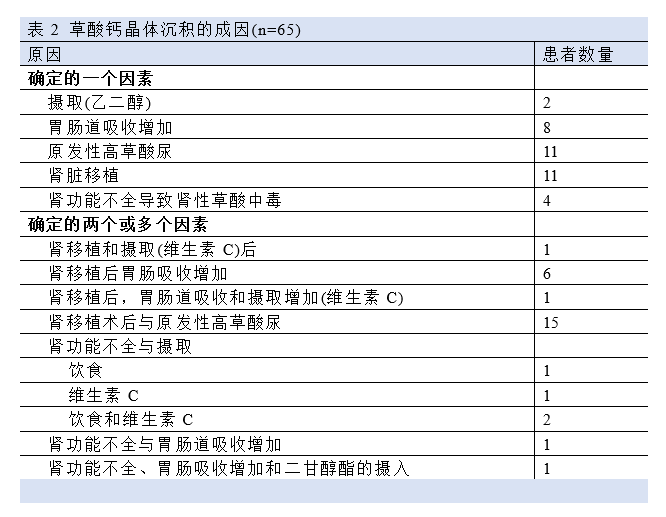 表 2 草酸钙晶体沉积的成因(n=65)
原因 患者数量
确定的一个因素
摄取(乙二醇) 2
胃肠道吸收增加 8
原发性高草酸尿 11
肾脏移植 11
肾功能不全导致肾性草酸中毒 4
确定的两个或多个因素
肾移植和摄取(维生素 C)后 1
肾移植后胃肠吸收增加 6
肾移植后，胃肠道吸收和摄取增加(维生素 C) 1
肾移植术后与原发性高草酸尿 15
肾功能不全与摄取
饮食 1
维生素 C 1
饮食和维生素 C 2
肾功能不全与胃肠道吸收增加 1
肾功能不全、胃肠吸收增加和二甘醇酯的摄入 1